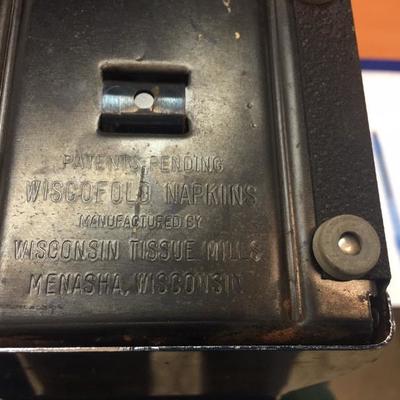 PATENTS PENDING
WISCOFOLD NAPKINS
MANUFACTURED BY
WISCONSIN TISSUE MILLS
MENASHA, WISCONSIN